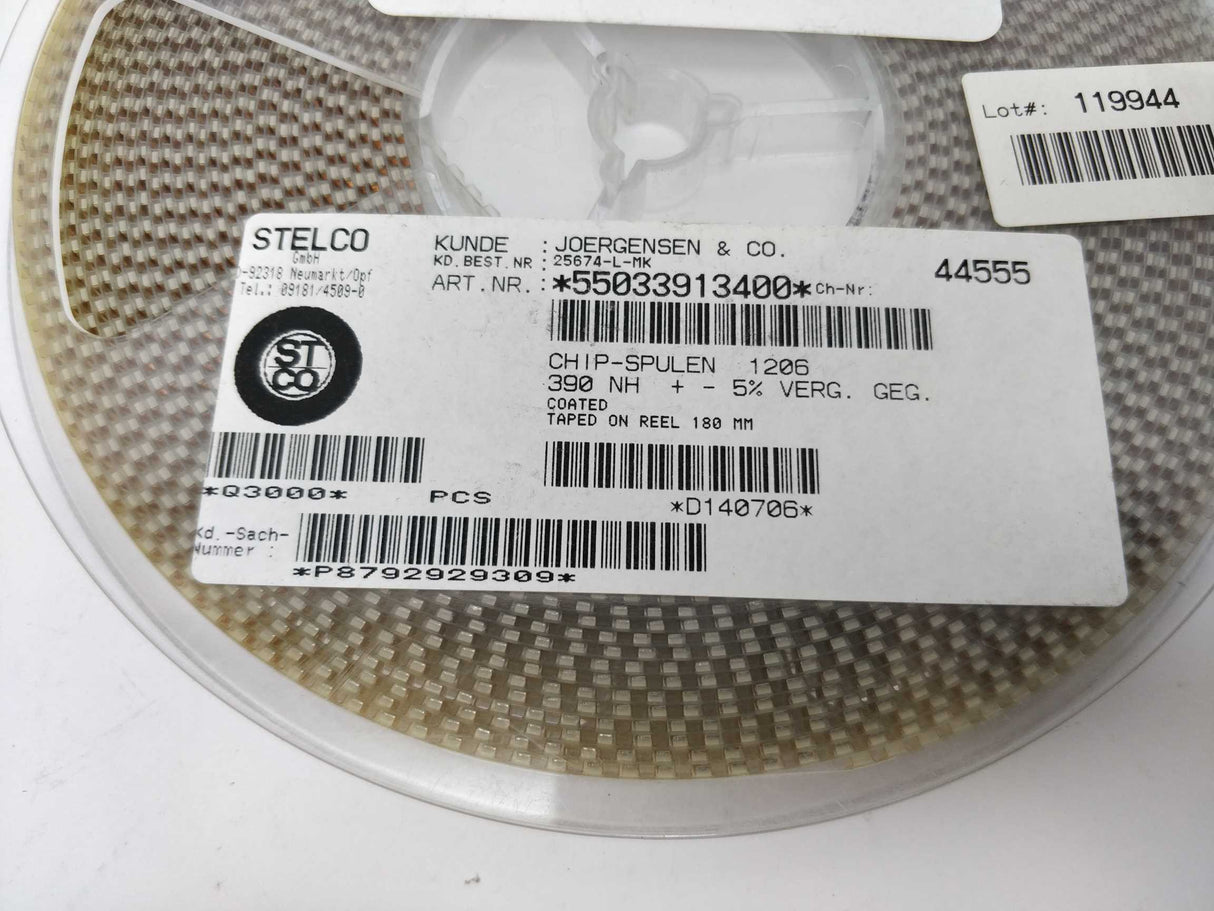 Lot#: 119944
STELCO
GmbH
D-92318 Neumarkt/Opf
Tel.: 09181/4509-0
ST
CO
KUNDE : JOERGENSEN & CO.
KD.BEST.NR : 25674-L-MK
ART.NR. : *55033913400* Ch-Nr: 44555
CHIP-SPULEN 1206
390 NH + - 5% VERG. GEG.
COATED
TAPED ON REEL 180 MM
*Q3000* PCS
*D140706*
Kd.-Sach-
Nummer :
*P8792929309*